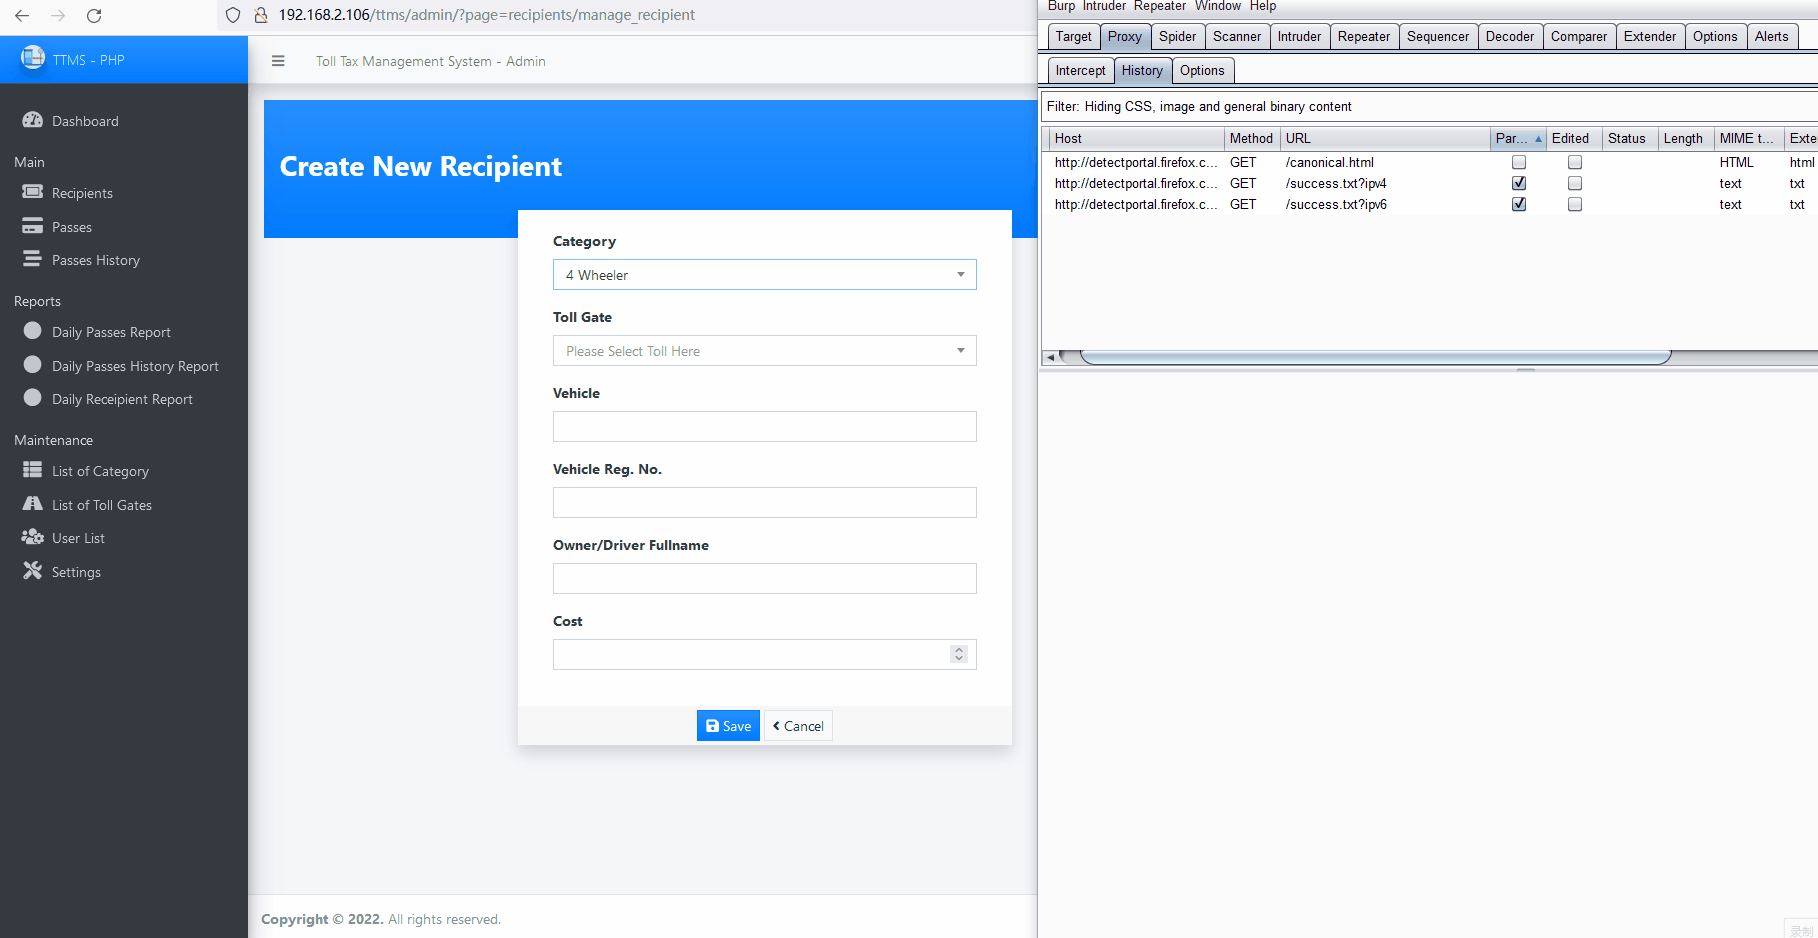 192.168.2.106/ttms/admin/?page=recipients/manage_recipient
TTMS - PHP
Toll Tax Management System - Admin
Dashboard
Main
Recipients
Passes
Passes History
Reports
Daily Passes Report
Daily Passes History Report
Daily Receipient Report
Maintenance
List of Category
List of Toll Gates
User List
Settings
Create New Recipient
Category
4 Wheeler
Toll Gate
Please Select Toll Here
Vehicle
Vehicle Reg. No.
Owner/Driver Fullname
Cost
Save Cancel
Copyright © 2022. All rights reserved.
Burp Intruder Repeater Window Help
Target Proxy Spider Scanner Intruder Repeater Sequencer Decoder Comparer Extender Options Alerts
Intercept History Options
Filter: Hiding CSS, image and general binary content
Host Method URL Par... Edited Status Length MIME t... Exte
http://detectportal.firefox.c... GET /canonical.html HTML html
http://detectportal.firefox.c... GET /success.txt?ipv4 text txt
http://detectportal.firefox.c... GET /success.txt?ipv6 text txt
录制